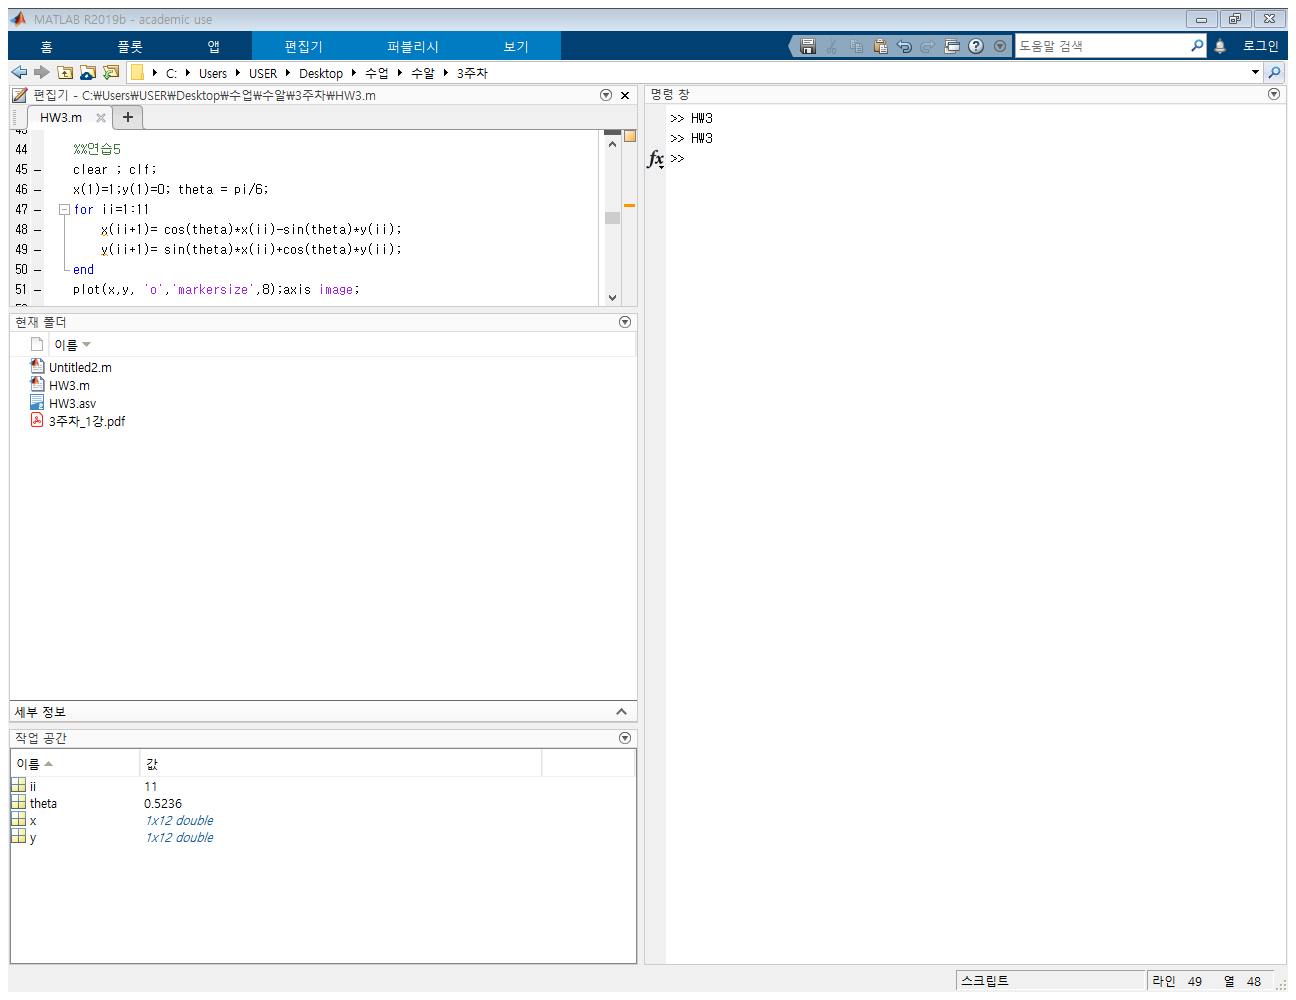 MATLAB R2019b - academic use
홈 플롯 앱 편집기 퍼블리시 보기 도움말 검색 로그인
C: Users USER Desktop 수업 수알 3주차
편집기 - C:₩Users₩USER₩Desktop₩수업₩수알₩3주차₩HW3.m
HW3.m
43
44 %%연습5
45 – clear ; clf;
46 – x(1)=1;y(1)=0; theta = pi/6;
47 – for ii=1:11
48 – x(ii+1)= cos(theta)*x(ii)-sin(theta)*y(ii);
49 – y(ii+1)= sin(theta)*x(ii)+cos(theta)*y(ii);
50 – end
51 – plot(x,y, 'o','markersize',8);axis image;
현재 폴더
이름
Untitled2.m
HW3.m
HW3.asv
3주차_1강.pdf
세부 정보
작업 공간
이름 값
ii 11
theta 0.5236
x 1x12 double
y 1x12 double
명령 창
>> HW3
>> HW3
fx >>
스크립트 라인 49 열 48